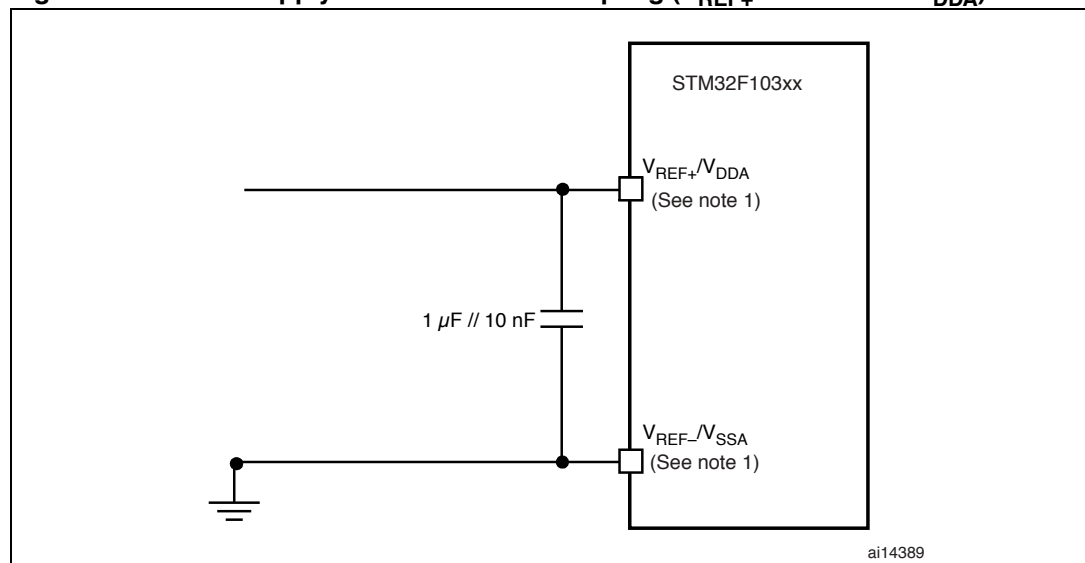 STM32F103xx
VREF+/VDDA
(See note 1)
1 µF // 10 nF
VREF–/VSSA
(See note 1)
ai14389